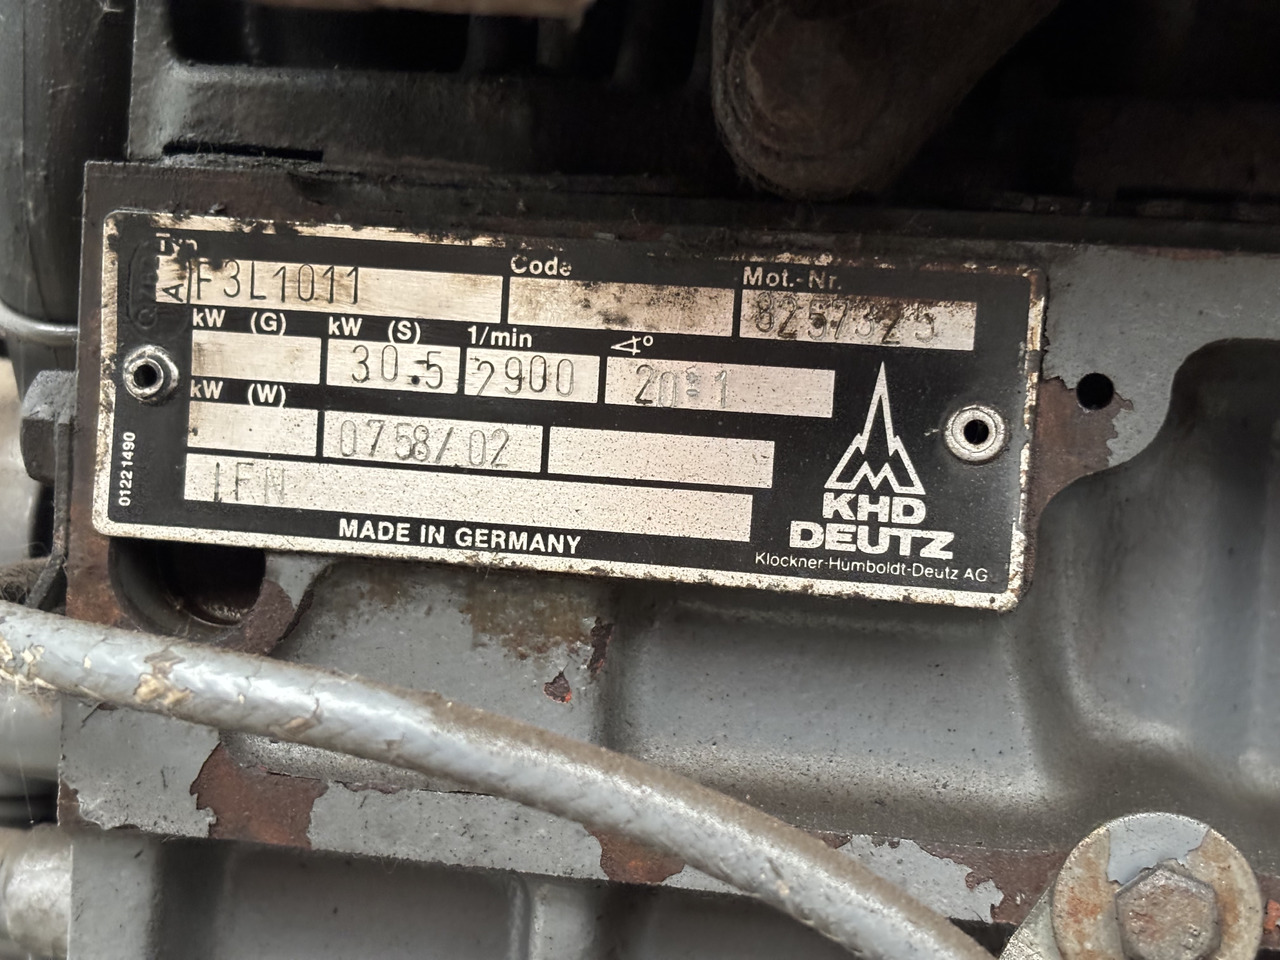 Typ
Code
Mot.-Nr.
A F3L1011
8257325
kW (G) kW (S) 1/min ∢°
30.5 2900 20 1
kW (W)
0758/02
IFN
01221490
MADE IN GERMANY
KHD
DEUTZ
Klöckner-Humboldt-Deutz AG